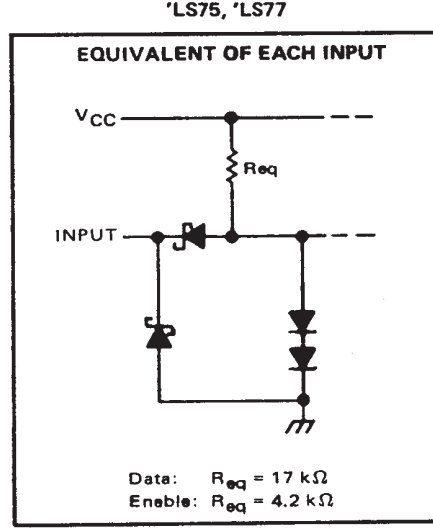 'LS75, 'LS77
EQUIVALENT OF EACH INPUT
VCC
Req
INPUT
Data: Req = 17 kΩ
Enable: Req = 4.2 kΩ